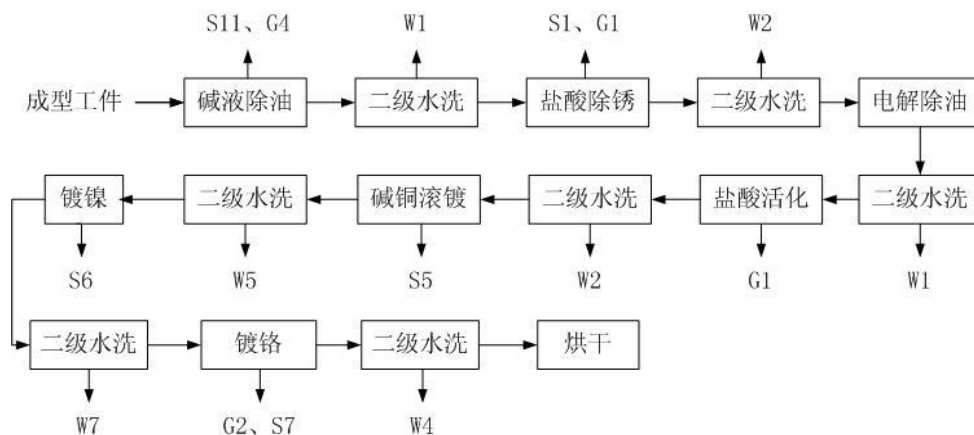 S11、G4 W1 S1、G1 W2
成型工件 碱液除油 二级水洗 盐酸除锈 二级水洗 电解除油
镀镍 二级水洗 碱铜滚镀 二级水洗 盐酸活化 二级水洗
S6 W5 S5 W2 G1 W1
二级水洗 镀铬 二级水洗 烘干
W7 G2、S7 W4